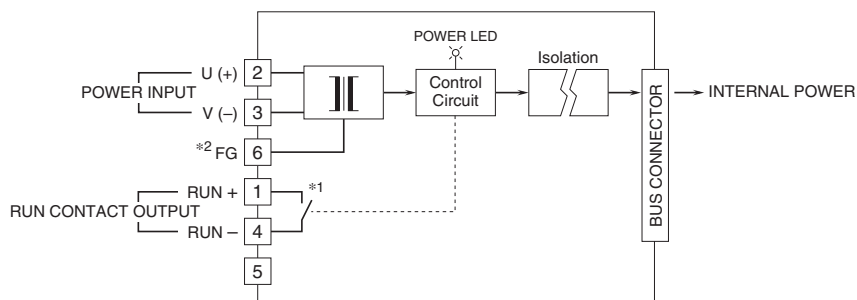 POWER LED
Isolation
POWER INPUT
U (+) 2
V (–) 3
*2 FG 6
Control
Circuit
BUS CONNECTOR
INTERNAL POWER
RUN CONTACT OUTPUT
RUN + 1
*1
RUN – 4
5